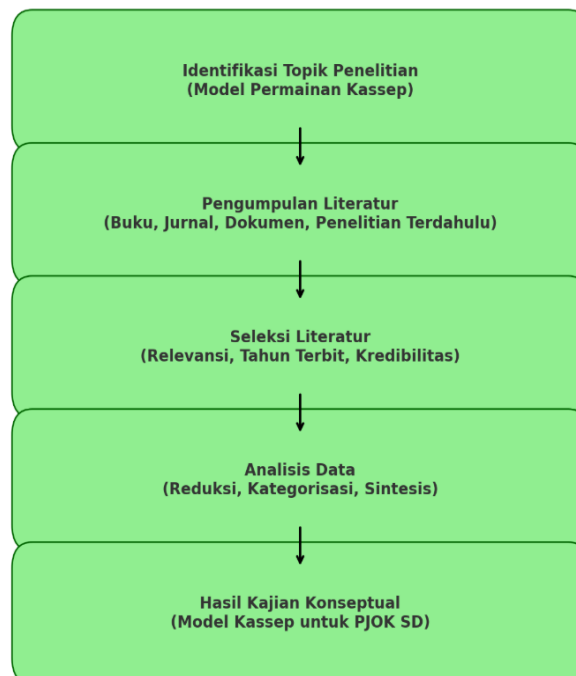 Identifikasi Topik Penelitian
(Model Permainan Kassep)
Pengumpulan Literatur
(Buku, Jurnal, Dokumen, Penelitian Terdahulu)
Seleksi Literatur
(Relevansi, Tahun Terbit, Kredibilitas)
Analisis Data
(Reduksi, Kategorisasi, Sintesis)
Hasil Kajian Konseptual
(Model Kassep untuk PJOK SD)